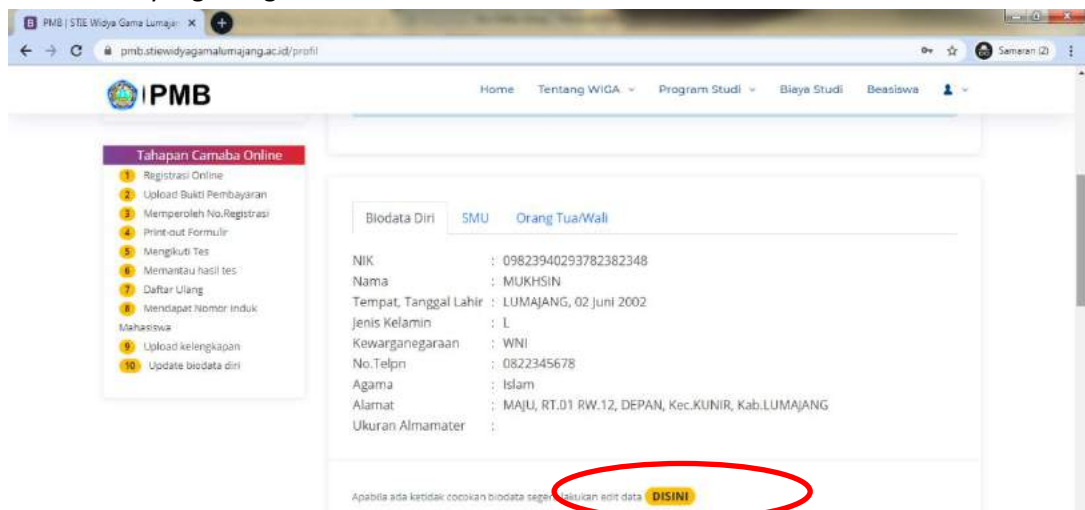 PMB | STIE Widya Gama Lumajan
pmb.stiewidyagamalumajang.ac.id/profil
Samaran (2)
PMB
Home Tentang WIGA Program Studi Biaya Studi Beasiswa
Tahapan Camaba Online
1 Registrasi Online
2 Upload Bukti Pembayaran
3 Memperoleh No.Registrasi
4 Print-out Formulir
5 Mengikuti Tes
6 Memantau hasil tes
7 Daftar Ulang
8 Mendapat Nomor Induk
Mahasiswa
9 Upload kelengkapan
10 Update biodata diri
Biodata Diri SMU Orang Tua/Wali
NIK : 09823940293782382348
Nama : MUKHSIN
Tempat, Tanggal Lahir : LUMAJANG, 02 Juni 2002
Jenis Kelamin : L
Kewarganegaraan : WNI
No.Telpn : 0822345678
Agama : Islam
Alamat : MAJU, RT.01 RW.12, DEPAN, Kec.KUNIR, Kab.LUMAJANG
Ukuran Almamater :
Apabila ada ketidak cocokan biodata segera lakukan edit data DISINI